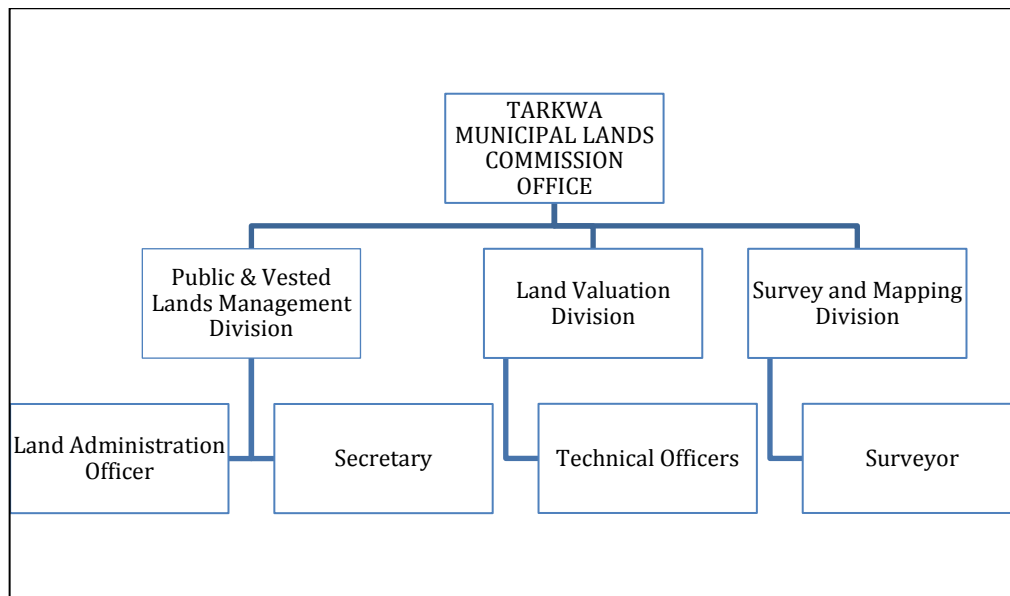 TARKWA
MUNICIPAL LANDS
COMMISSION
OFFICE
Public & Vested
Lands Management
Division
Land Valuation
Division
Survey and Mapping
Division
Land Administration
Officer
Secretary
Technical Officers
Surveyor